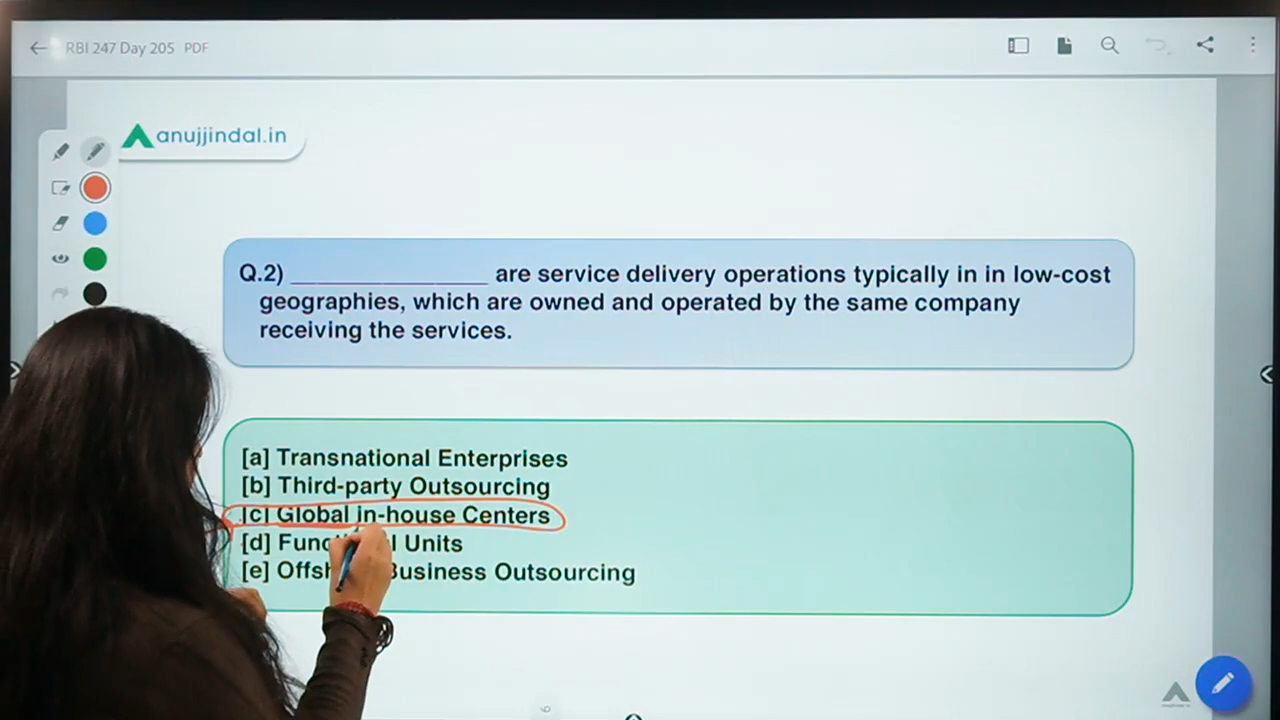 RBI 247 Day 205 PDF
anujjindal.in
Q.2) ______________ are service delivery operations typically in in low-cost
geographies, which are owned and operated by the same company
receiving the services.
[a] Transnational Enterprises
[b] Third-party Outsourcing
[c] Global in-house Centers
[d] Func l Units
[e] Offsh Business Outsourcing